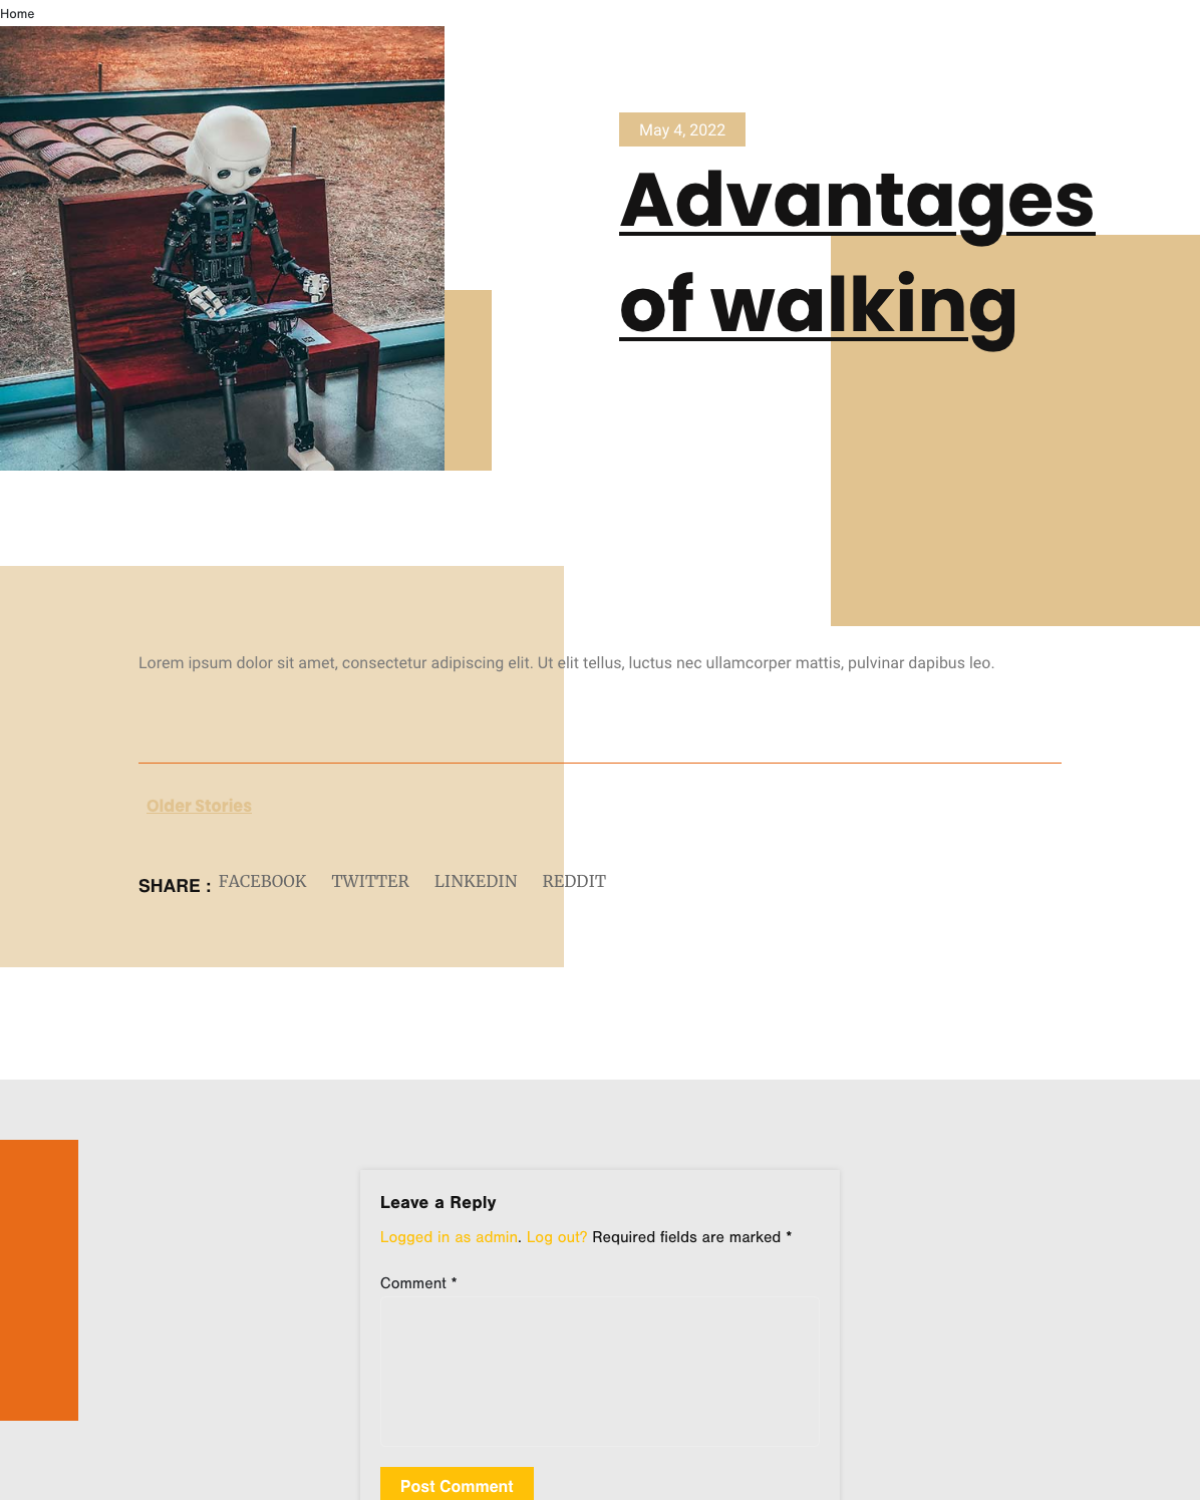 Home
May 4, 2022
Advantages
of walking
Lorem ipsum dolor sit amet, consectetur adipiscing elit. Ut elit tellus, luctus nec ullamcorper mattis, pulvinar dapibus leo.
Older Stories
SHARE : FACEBOOK TWITTER LINKEDIN REDDIT
Leave a Reply
Logged in as admin. Log out? Required fields are marked *
Comment *
Post Comment